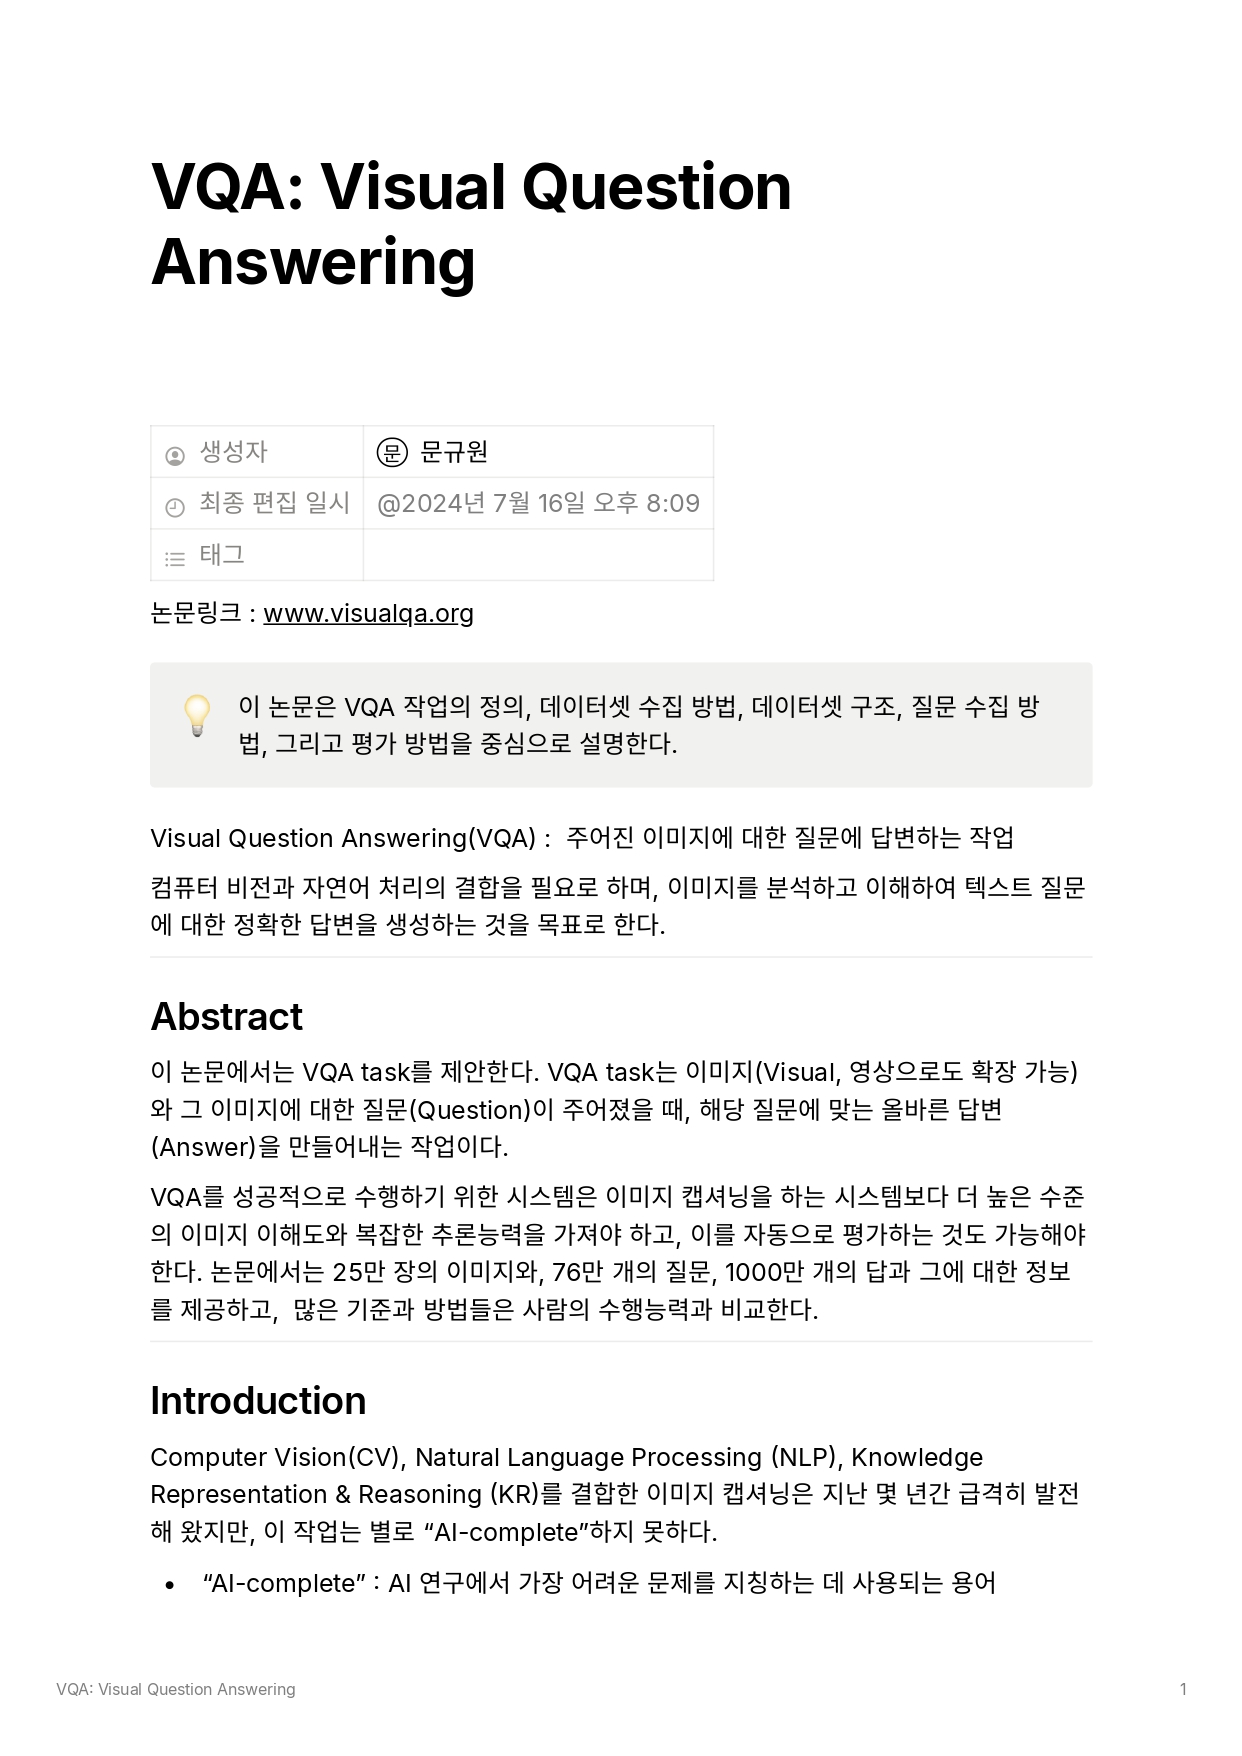 VQA: Visual Question
Answering
생성자 문 문규원
최종 편집 일시 @2024년 7월 16일 오후 8:09
태그
논문링크 : www.visualqa.org
이 논문은 VQA 작업의 정의, 데이터셋 수집 방법, 데이터셋 구조, 질문 수집 방
법, 그리고 평가 방법을 중심으로 설명한다.
Visual Question Answering(VQA) : 주어진 이미지에 대한 질문에 답변하는 작업
컴퓨터 비전과 자연어 처리의 결합을 필요로 하며, 이미지를 분석하고 이해하여 텍스트 질문
에 대한 정확한 답변을 생성하는 것을 목표로 한다.
Abstract
이 논문에서는 VQA task를 제안한다. VQA task는 이미지(Visual, 영상으로도 확장 가능)
와 그 이미지에 대한 질문(Question)이 주어졌을 때, 해당 질문에 맞는 올바른 답변
(Answer)을 만들어내는 작업이다.
VQA를 성공적으로 수행하기 위한 시스템은 이미지 캡셔닝을 하는 시스템보다 더 높은 수준
의 이미지 이해도와 복잡한 추론능력을 가져야 하고, 이를 자동으로 평가하는 것도 가능해야
한다. 논문에서는 25만 장의 이미지와, 76만 개의 질문, 1000만 개의 답과 그에 대한 정보
를 제공하고, 많은 기준과 방법들은 사람의 수행능력과 비교한다.
Introduction
Computer Vision(CV), Natural Language Processing (NLP), Knowledge
Representation & Reasoning (KR)를 결합한 이미지 캡셔닝은 지난 몇 년간 급격히 발전
해 왔지만, 이 작업는 별로 “AI-complete”하지 못하다.
• “AI-complete” : AI 연구에서 가장 어려운 문제를 지칭하는 데 사용되는 용어
VQA: Visual Question Answering 1